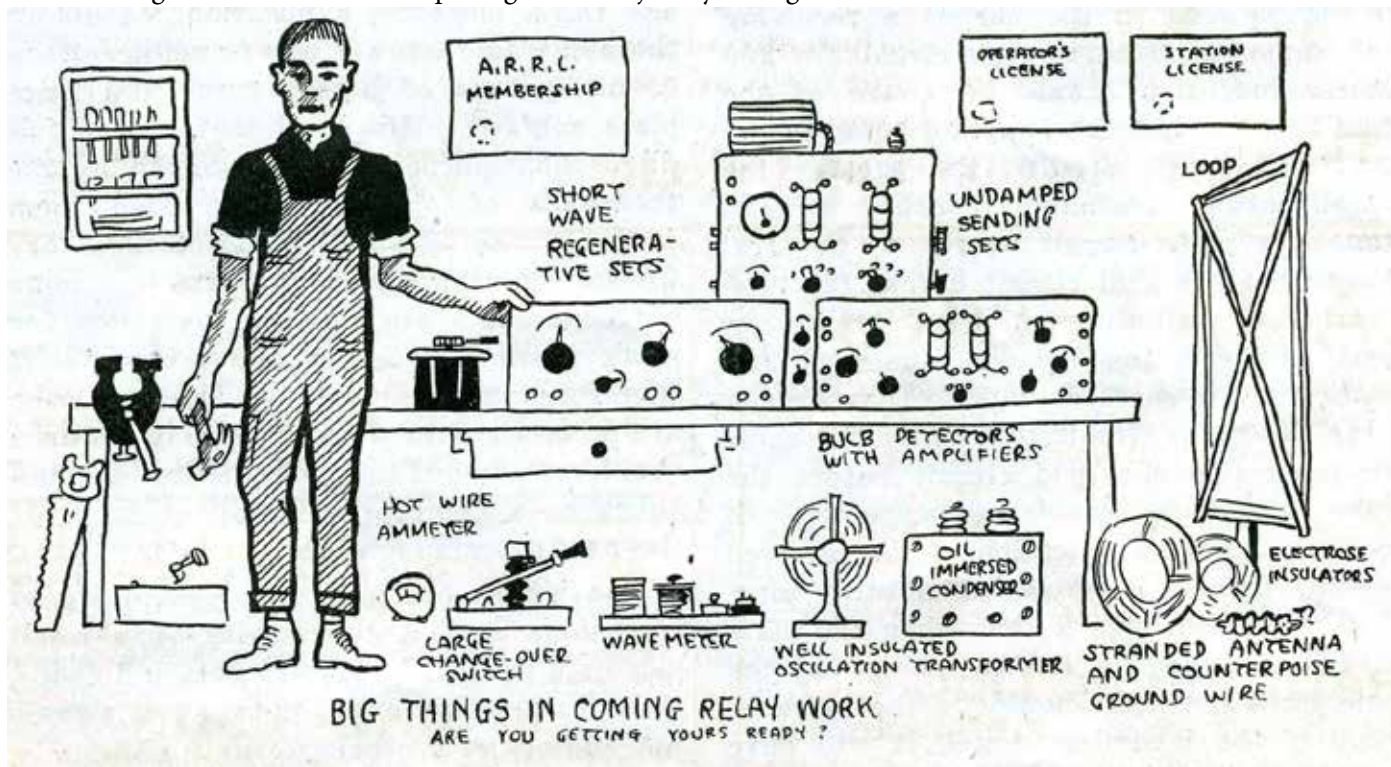 A.R.R.L.
MEMBERSHIP
OPERATOR'S
LICENSE
STATION
LICENSE
SHORT
WAVE
REGENERA-
TIVE SETS
UNDAMPED
SENDING
SETS
LOOP
BULB DETECTORS
WITH AMPLIFIERS
HOT WIRE
AMMETER
LARGE
CHANGE-OVER
SWITCH
WAVE METER
WELL INSULATED
OSCILLATION TRANSFORMER
OIL
IMMERSED
CONDENSER
ELECTROSE
INSULATORS
STRANDED ANTENNA
AND COUNTERPOISE
GROUND WIRE
BIG THINGS IN COMING RELAY WORK
ARE YOU GETTING YOURS READY?